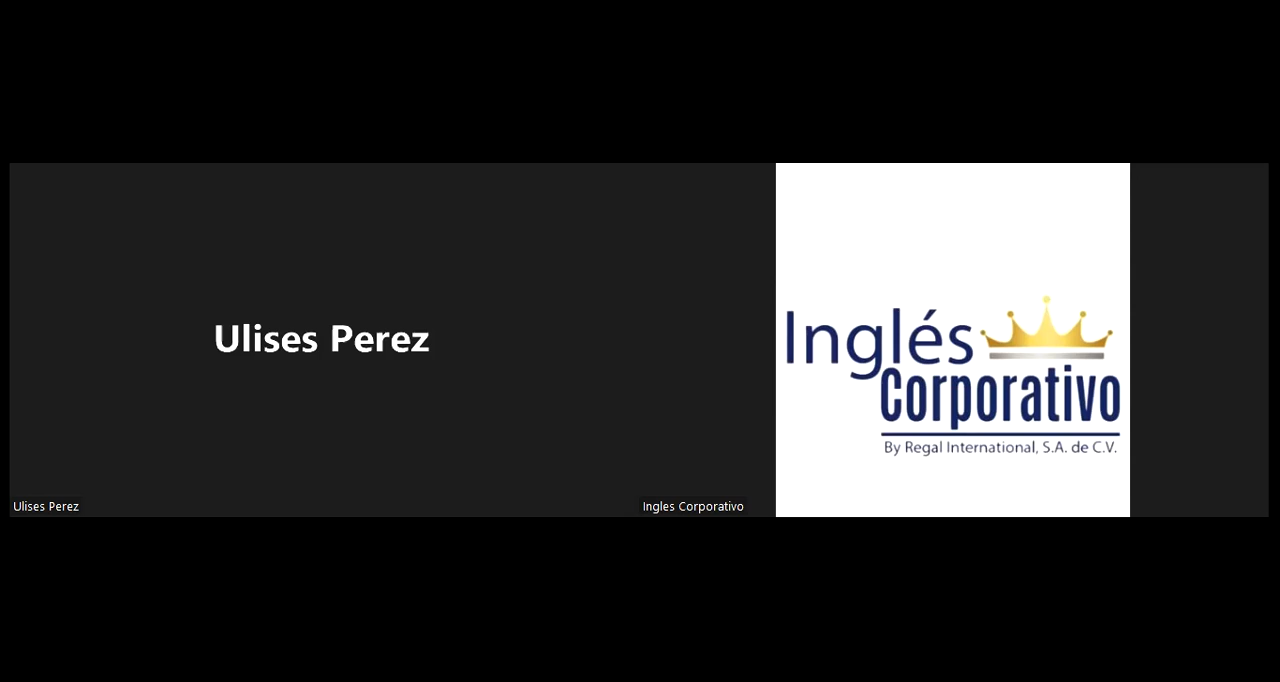 Ulises Perez
Inglés
Corporativo
By Regal International, S.A. de C.V.
Ulises Perez
Ingles Corporativo